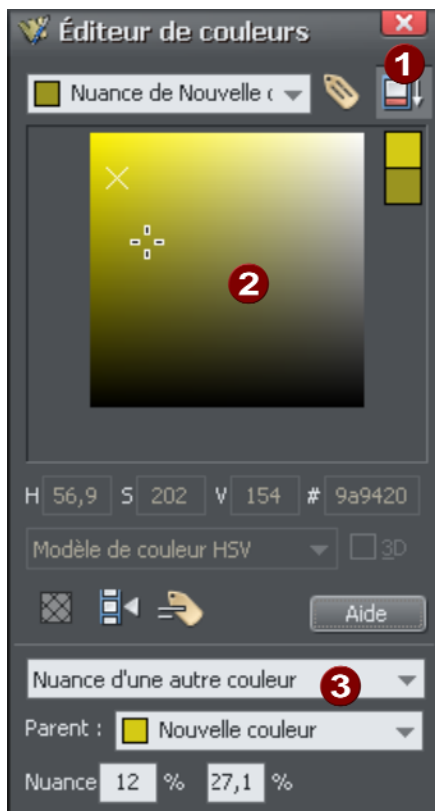 Éditeur de couleurs
1
Nuance de Nouvelle c
2
H 56,9 S 202 V 154 # 9a9420
Modèle de couleur HSV 3D
Aide
Nuance d'une autre couleur 3
Parent : Nouvelle couleur
Nuance 12 % 27,1 %